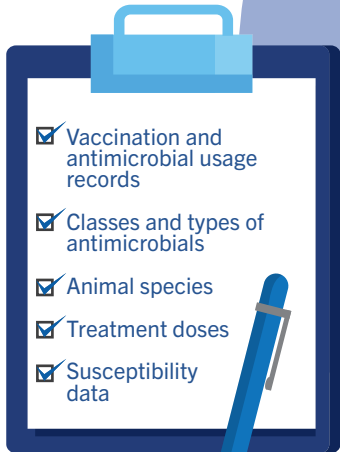 Vaccination and
antimicrobial usage
records
Classes and types of
antimicrobials
Animal species
Treatment doses
Susceptibility
data